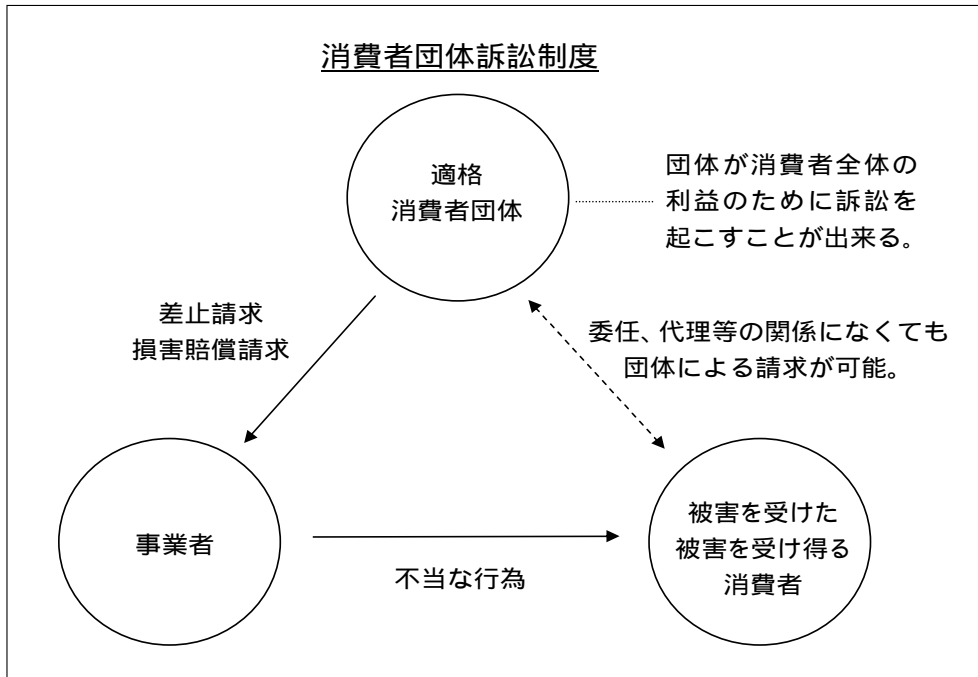 消費者団体訴訟制度
適格
消費者団体
団体が消費者全体の
利益のために訴訟を
起こすことが出来る。
差止請求
損害賠償請求
委任、代理等の関係になくても
団体による請求が可能。
事業者
不当な行為
被害を受けた
被害を受け得る
消費者